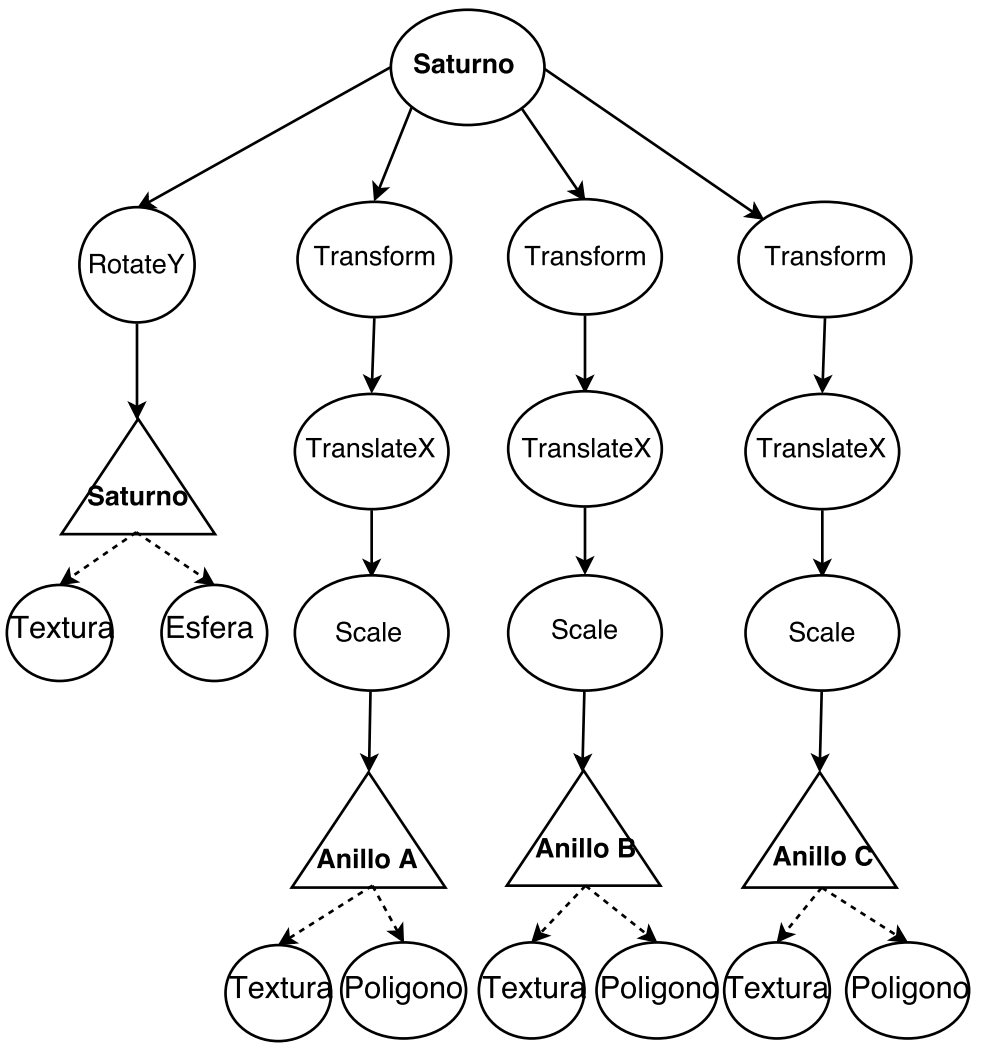 Saturno
RotateY
Transform
Transform
Transform
TranslateX
TranslateX
TranslateX
Saturno
Textura
Esfera
Scale
Scale
Scale
Anillo A
Anillo B
Anillo C
Textura
Poligono
Textura
Poligono
Textura
Poligono